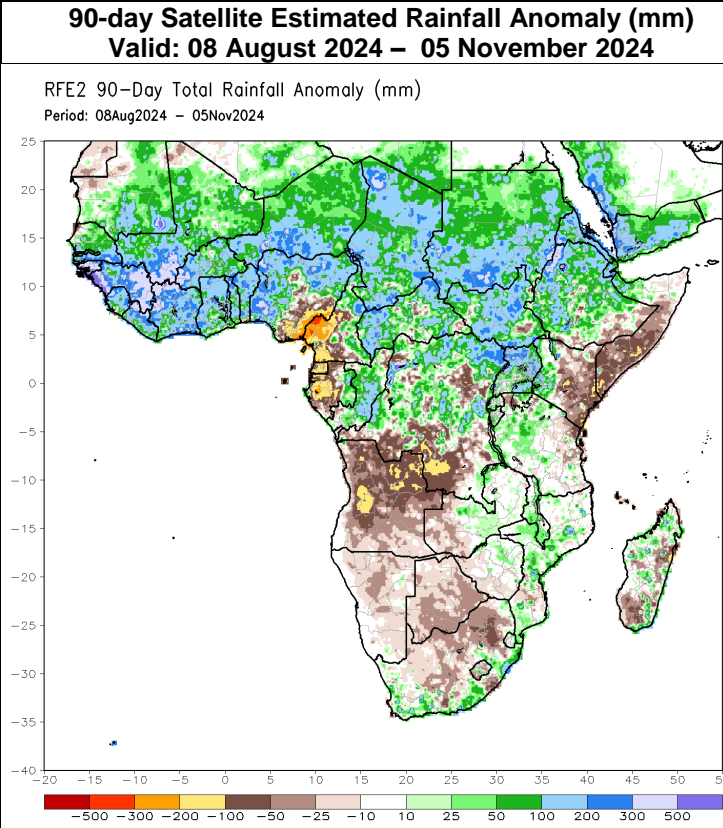 90-day Satellite Estimated Rainfall Anomaly (mm)
Valid: 08 August 2024 – 05 November 2024
RFE2 90-Day Total Rainfall Anomaly (mm)
Period: 08Aug2024 - 05Nov2024
25
20
15
10
5
0
-5
-10
-15
-20
-25
-30
-35
-40
-20 -15 -10 -5 0 5 10 15 20 25 30 35 40 45 50 5
-500 -300 -200 -100 -50 -25 -10 10 25 50 100 200 300 500